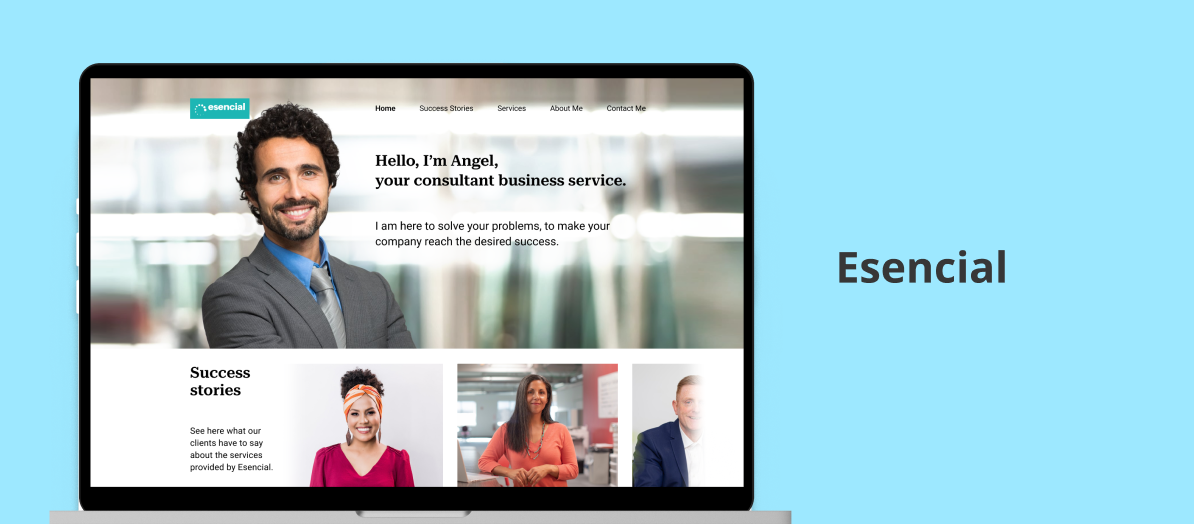 esencial
Home Success Stories Services About Me Contact Me
Hello, I’m Angel,
your consultant business service.
I am here to solve your problems, to make your
company reach the desired success.
Esencial
Success
stories
See here what our
clients have to say
about the services
provided by Esencial.